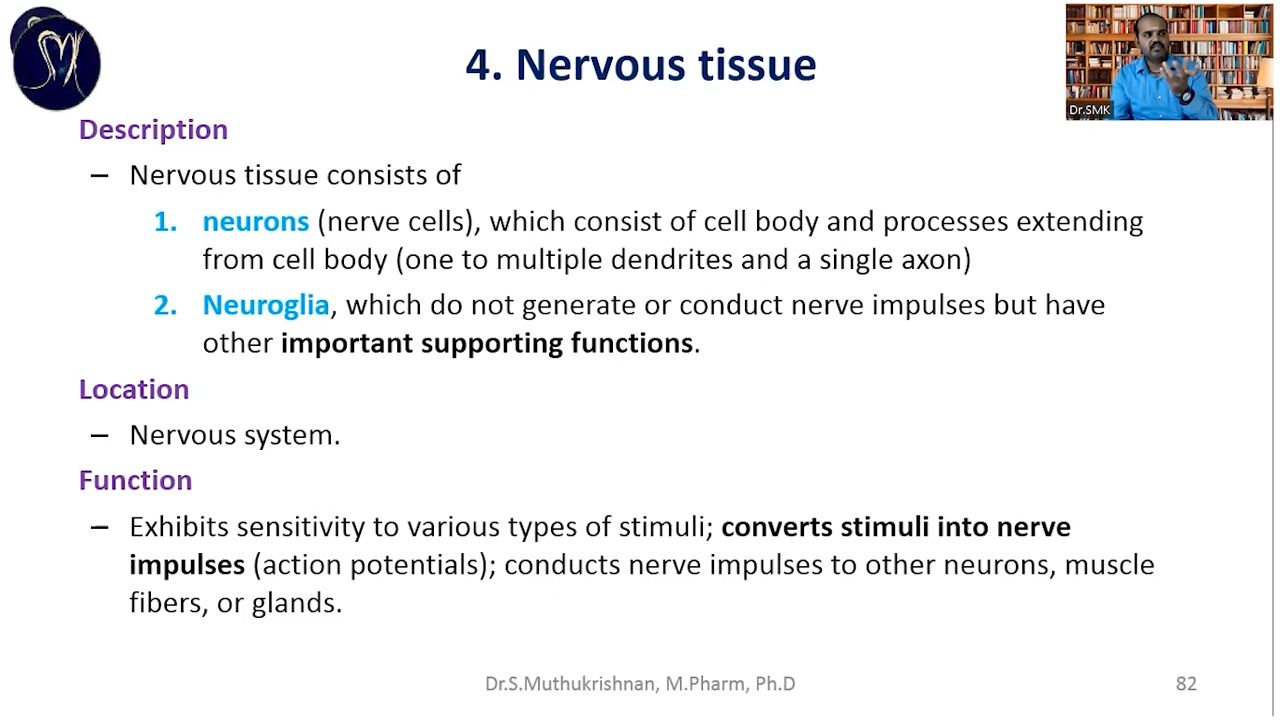 SM
4. Nervous tissue
Dr.SMK
Description
– Nervous tissue consists of
1. neurons (nerve cells), which consist of cell body and processes extending
from cell body (one to multiple dendrites and a single axon)
2. Neuroglia, which do not generate or conduct nerve impulses but have
other important supporting functions.
Location
– Nervous system.
Function
– Exhibits sensitivity to various types of stimuli; converts stimuli into nerve
impulses (action potentials); conducts nerve impulses to other neurons, muscle
fibers, or glands.
Dr.S.Muthukrishnan, M.Pharm, Ph.D
82